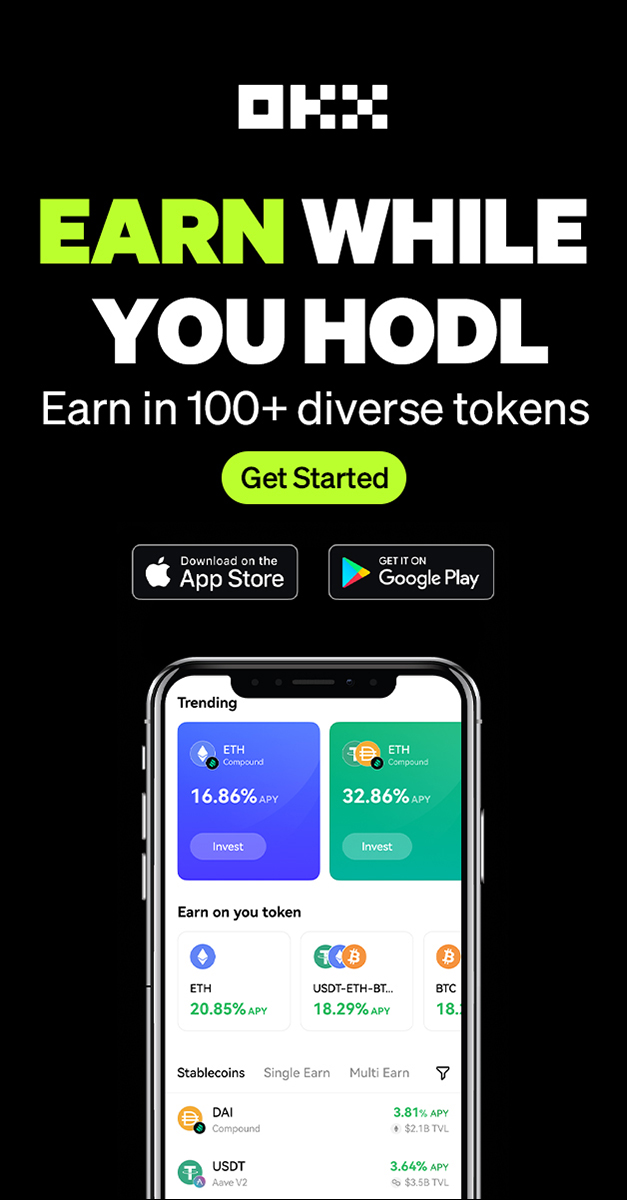 OKX
EARN WHILE
YOU HODL
Earn in 100+ diverse tokens
Get Started
Download on the
App Store
GET IT ON
Google Play
Trending
ETH
Compound
16.86% APY
Invest
ETH
Compound
32.86% APY
Invest
Earn on you token
ETH
20.85% APY
USDT-ETH-BT...
18.29% APY
BTC
18.
Stablecoins Single Earn Multi Earn
DAI
Compound
3.81% APY
$2.1B TVL
USDT
Aave V2
3.64% APY
$3.5B TVL